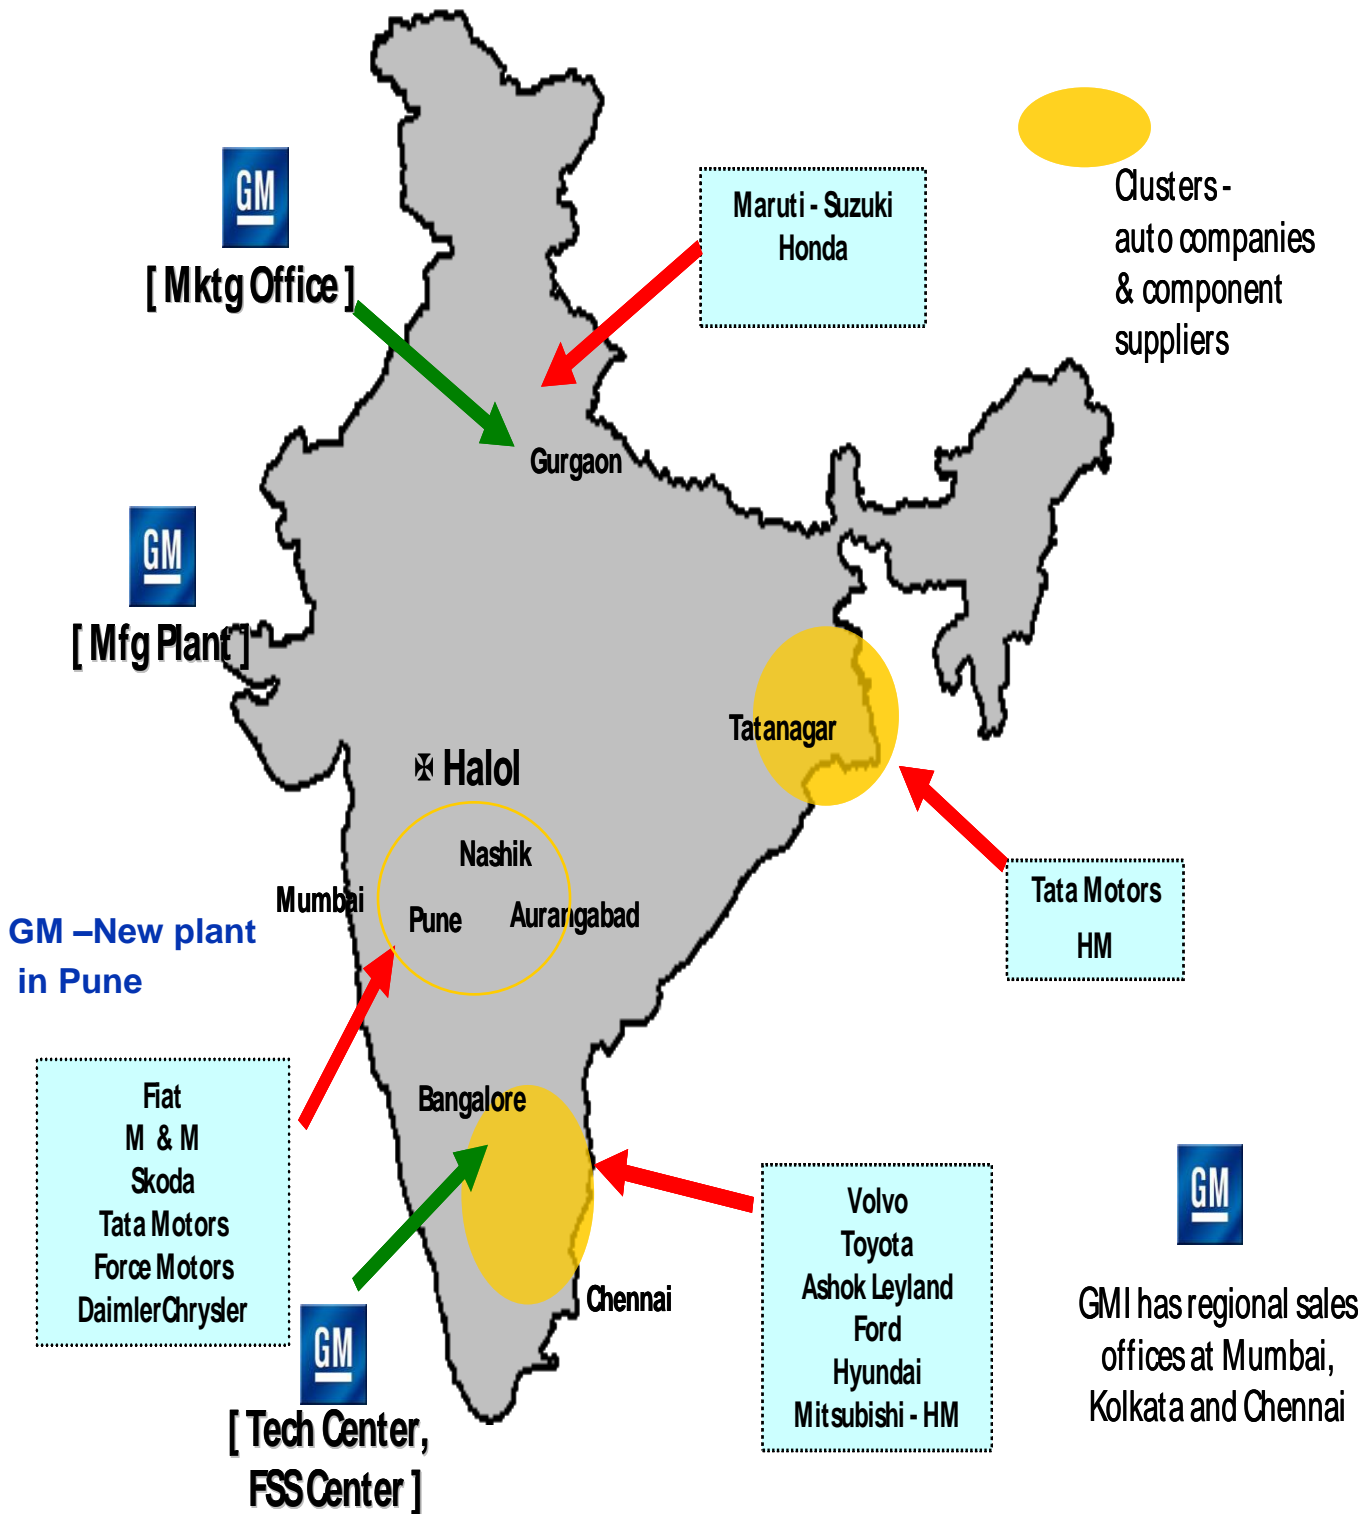 GM
[ Mktg Office ]
Maruti - Suzuki
Honda
Clusters -
auto companies
& component
suppliers
Gurgaon
GM
[ Mfg Plant ]
Tatanagar
✠ Halol
Nashik
Mumbai
Pune
Aurangabad
GM –New plant
in Pune
Tata Motors
HM
Fiat
M & M
Skoda
Tata Motors
Force Motors
DaimlerChrysler
Bangalore
Volvo
Toyota
Ashok Leyland
Ford
Hyundai
Mitsubishi - HM
Chennai
GM
[ Tech Center,
FSS Center ]
GM
GMI has regional sales
offices at Mumbai,
Kolkata and Chennai